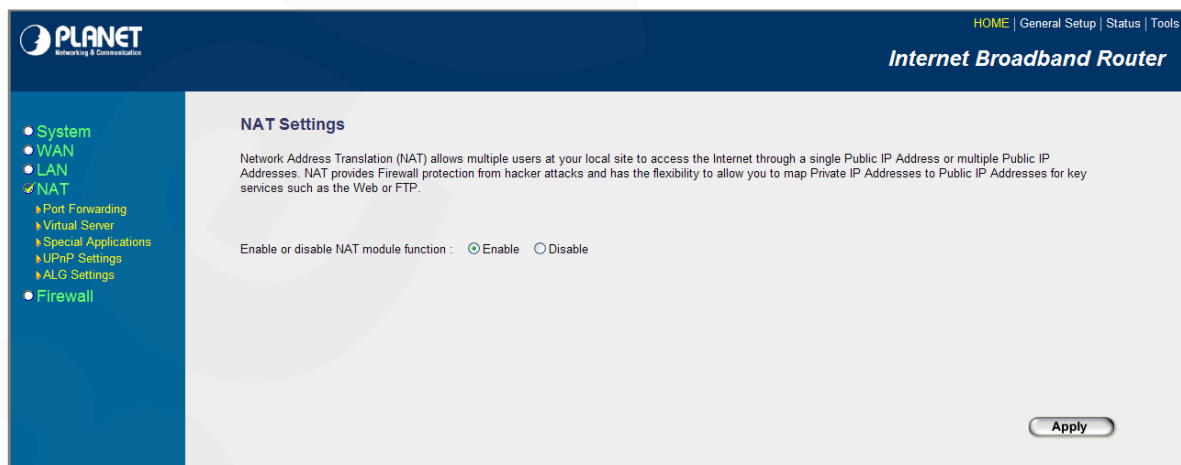 PLANET
Networking & Communication
HOME | General Setup | Status | Tools
Internet Broadband Router
System
WAN
LAN
NAT
Port Forwarding
Virtual Server
Special Applications
UPnP Settings
ALG Settings
Firewall
NAT Settings
Network Address Translation (NAT) allows multiple users at your local site to access the Internet through a single Public IP Address or multiple Public IP
Addresses. NAT provides Firewall protection from hacker attacks and has the flexibility to allow you to map Private IP Addresses to Public IP Addresses for key
services such as the Web or FTP.
Enable or disable NAT module function : Enable Disable
Apply